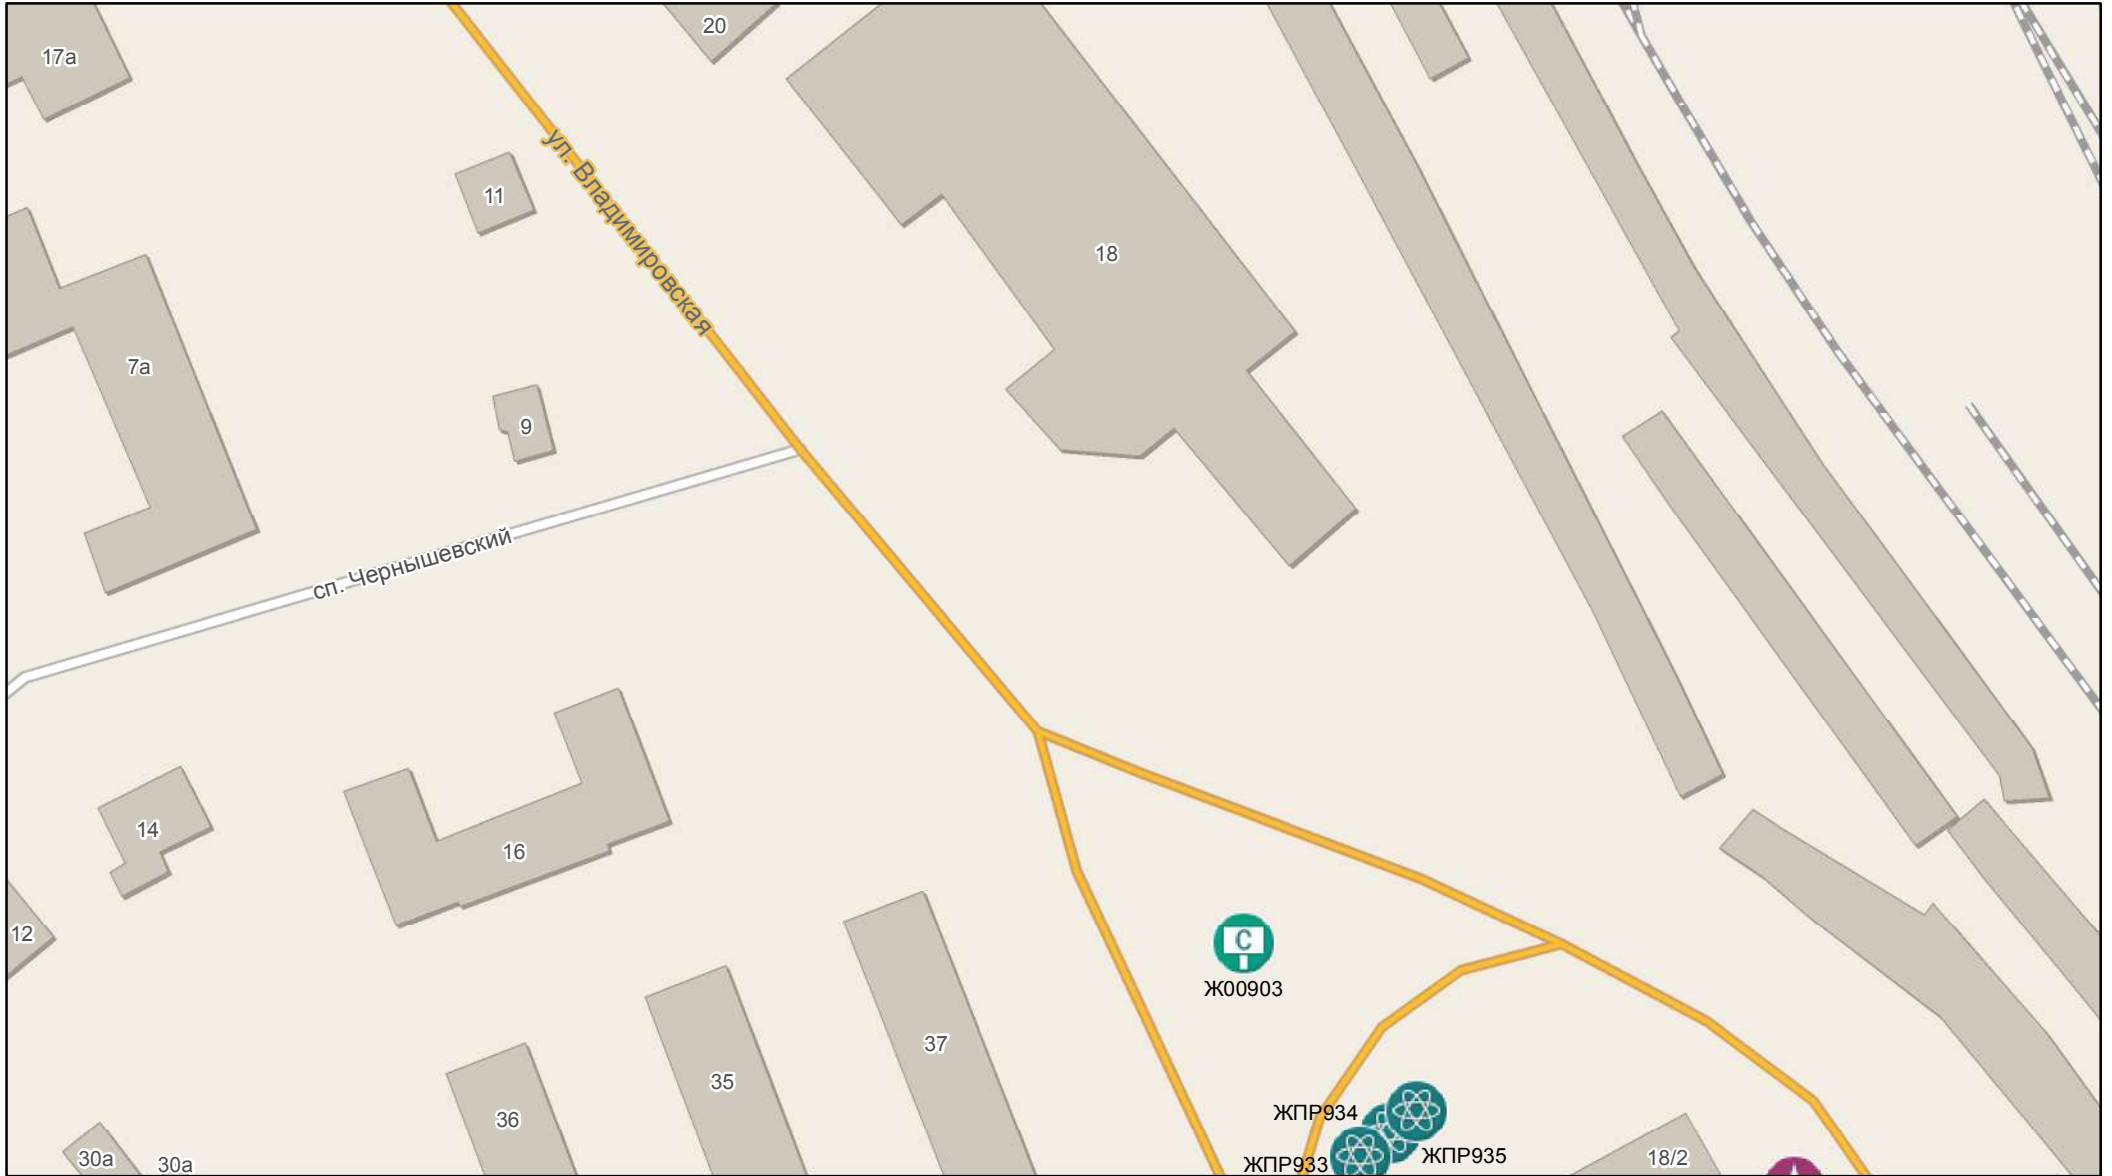 20
17а
ул. Владимировская
11
18
7а
9
сп. Чернышевский
14
16
12
С
Ж00903
37
35
36
ЖПР934
30а
30а
ЖПР933
ЖПР935
18/2